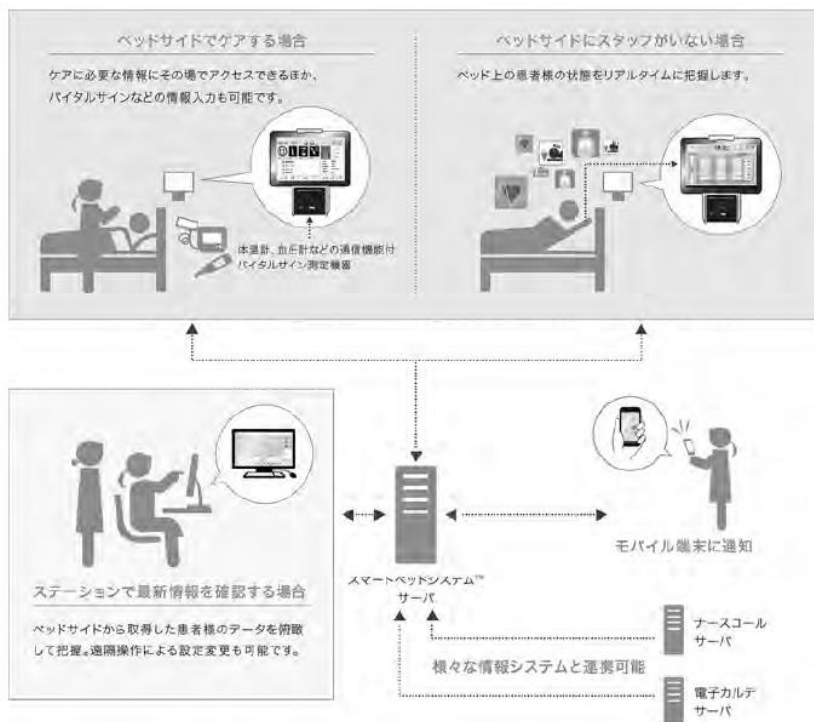 ベッドサイドでケアする場合
ケアに必要な情報にその場でアクセスできるほか、
バイタルサインなどの情報入力も可能です。
体温計、血圧計などの通信機能付
バイタルサイン測定機器
ベッドサイドにスタッフがいない場合
ベッド上の患者様の状態をリアルタイムに把握します。
ステーションで最新情報を確認する場合
ベッドサイドから取得した患者様のデータを俯瞰
して把握。遠隔操作による設定変更も可能です。
スマートベッドシステム™
サーバ
モバイル端末に通知
様々な情報システムと連携可能
ナースコール
サーバ
電子カルテ
サーバ